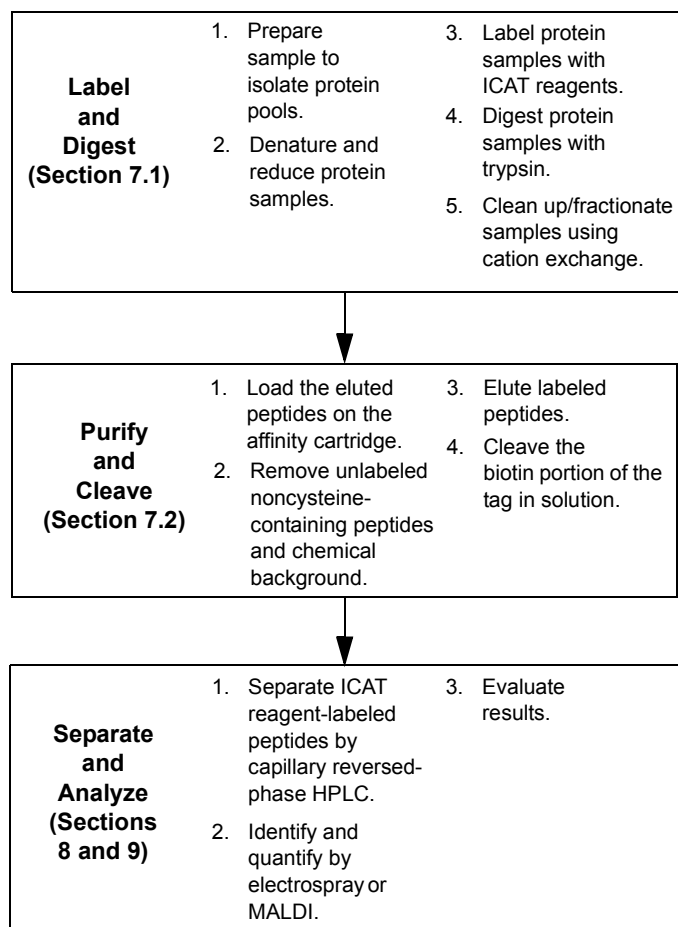 Label
and
Digest
(Section 7.1)
1. Prepare
sample to
isolate protein
pools.
2. Denature and
reduce protein
samples.
3. Label protein
samples with
ICAT reagents.
4. Digest protein
samples with
trypsin.
5. Clean up/fractionate
samples using
cation exchange.
Purify
and
Cleave
(Section 7.2)
1. Load the eluted
peptides on the
affinity cartridge.
2. Remove unlabeled
noncysteine-
containing peptides
and chemical
background.
3. Elute labeled
peptides.
4. Cleave the
biotin portion of the
tag in solution.
Separate
and
Analyze
(Sections
8 and 9)
1. Separate ICAT
reagent-labeled
peptides by
capillary reversed-
phase HPLC.
2. Identify and
quantify by
electrospray or
MALDI.
3. Evaluate
results.